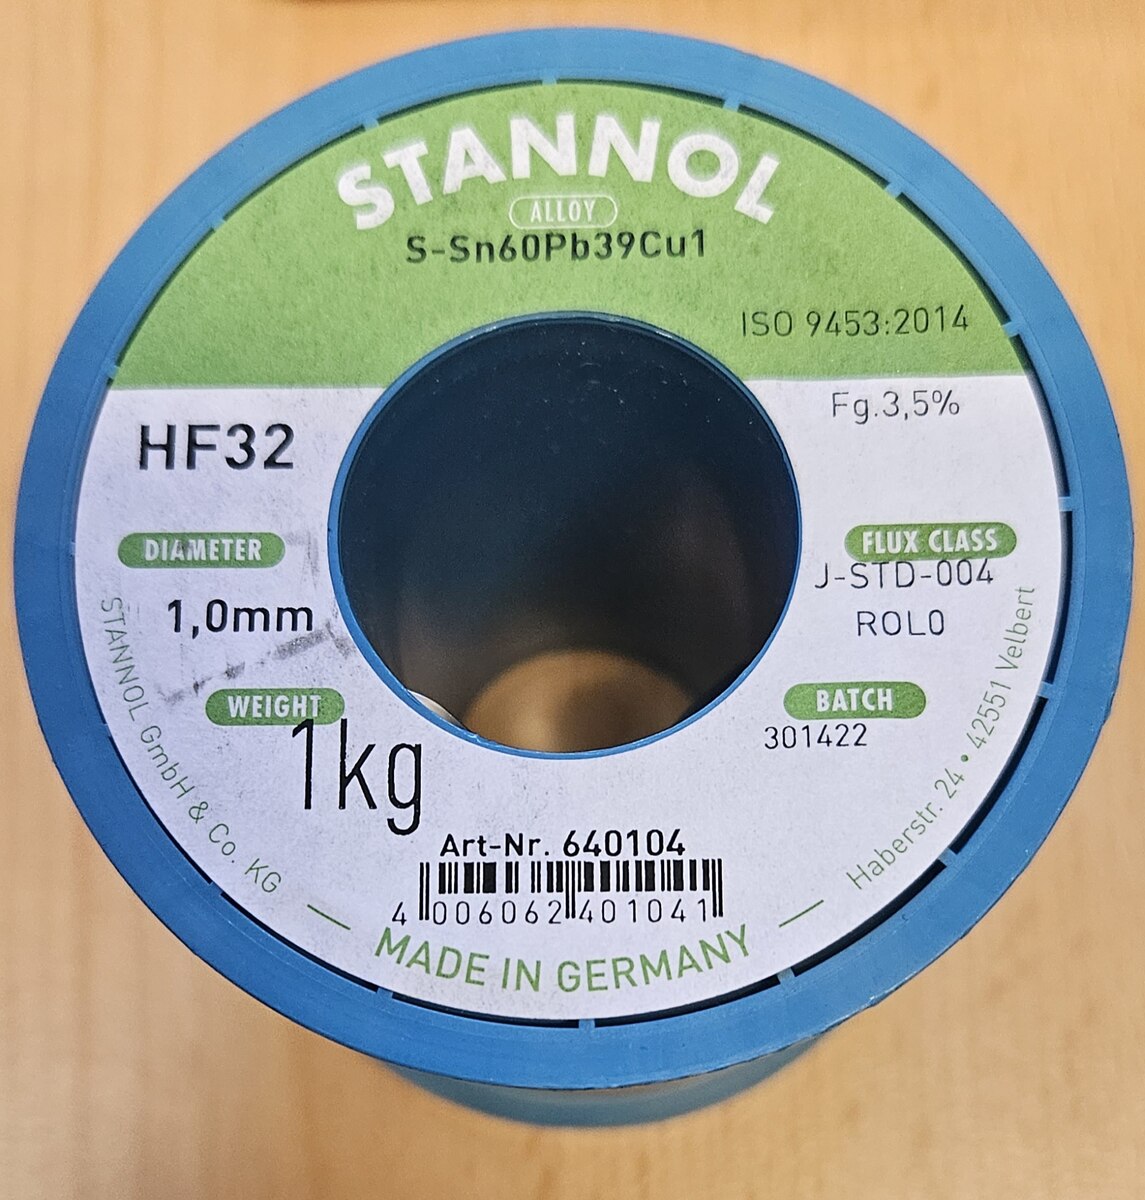 STANNOL
ALLOY
S-Sn60Pb39Cu1
ISO 9453:2014
Fg.3,5%
HF32
DIAMETER
1,0mm
FLUX CLASS
J-STD-004
ROL0
WEIGHT
1kg
BATCH
301422
Art-Nr. 640104
4 006062 401041
STANNOL GmbH & Co. KG
MADE IN GERMANY
Haberstr. 24 • 42551 Velbert